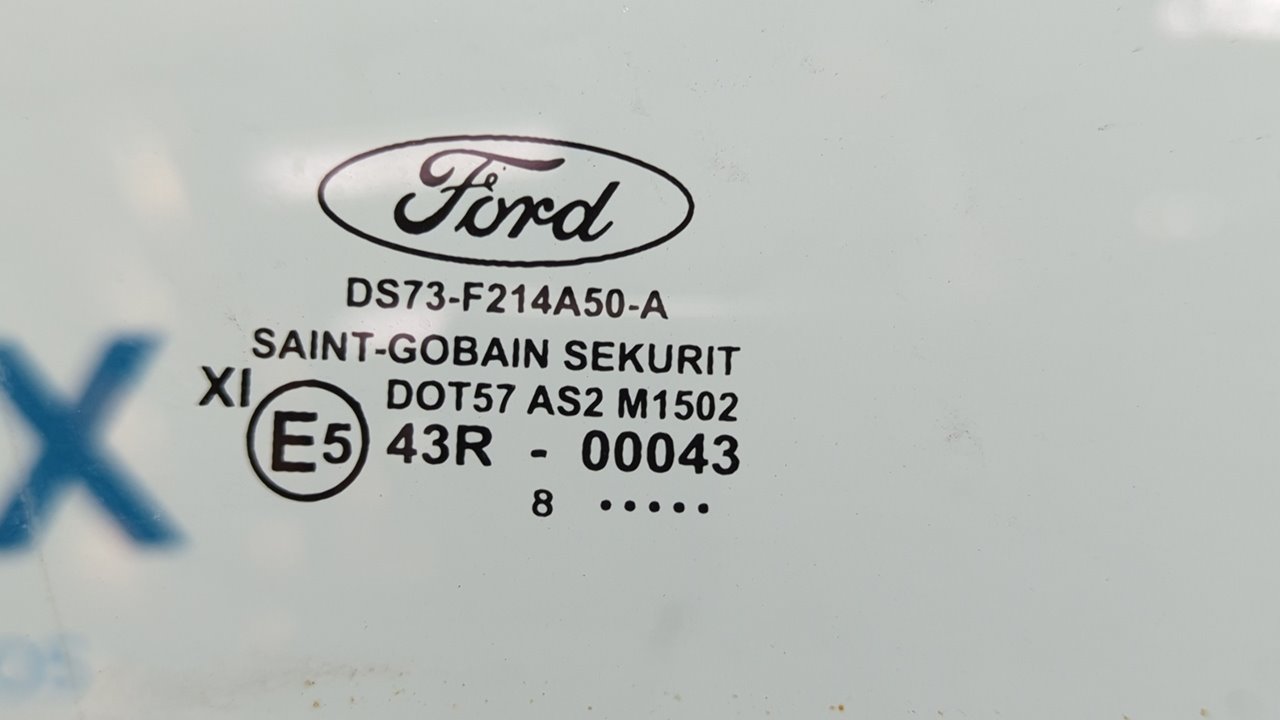 Ford
DS73-F214A50-A
SAINT-GOBAIN SEKURIT
XI DOT57 AS2 M1502
E5 43R - 00043
8 .....
X